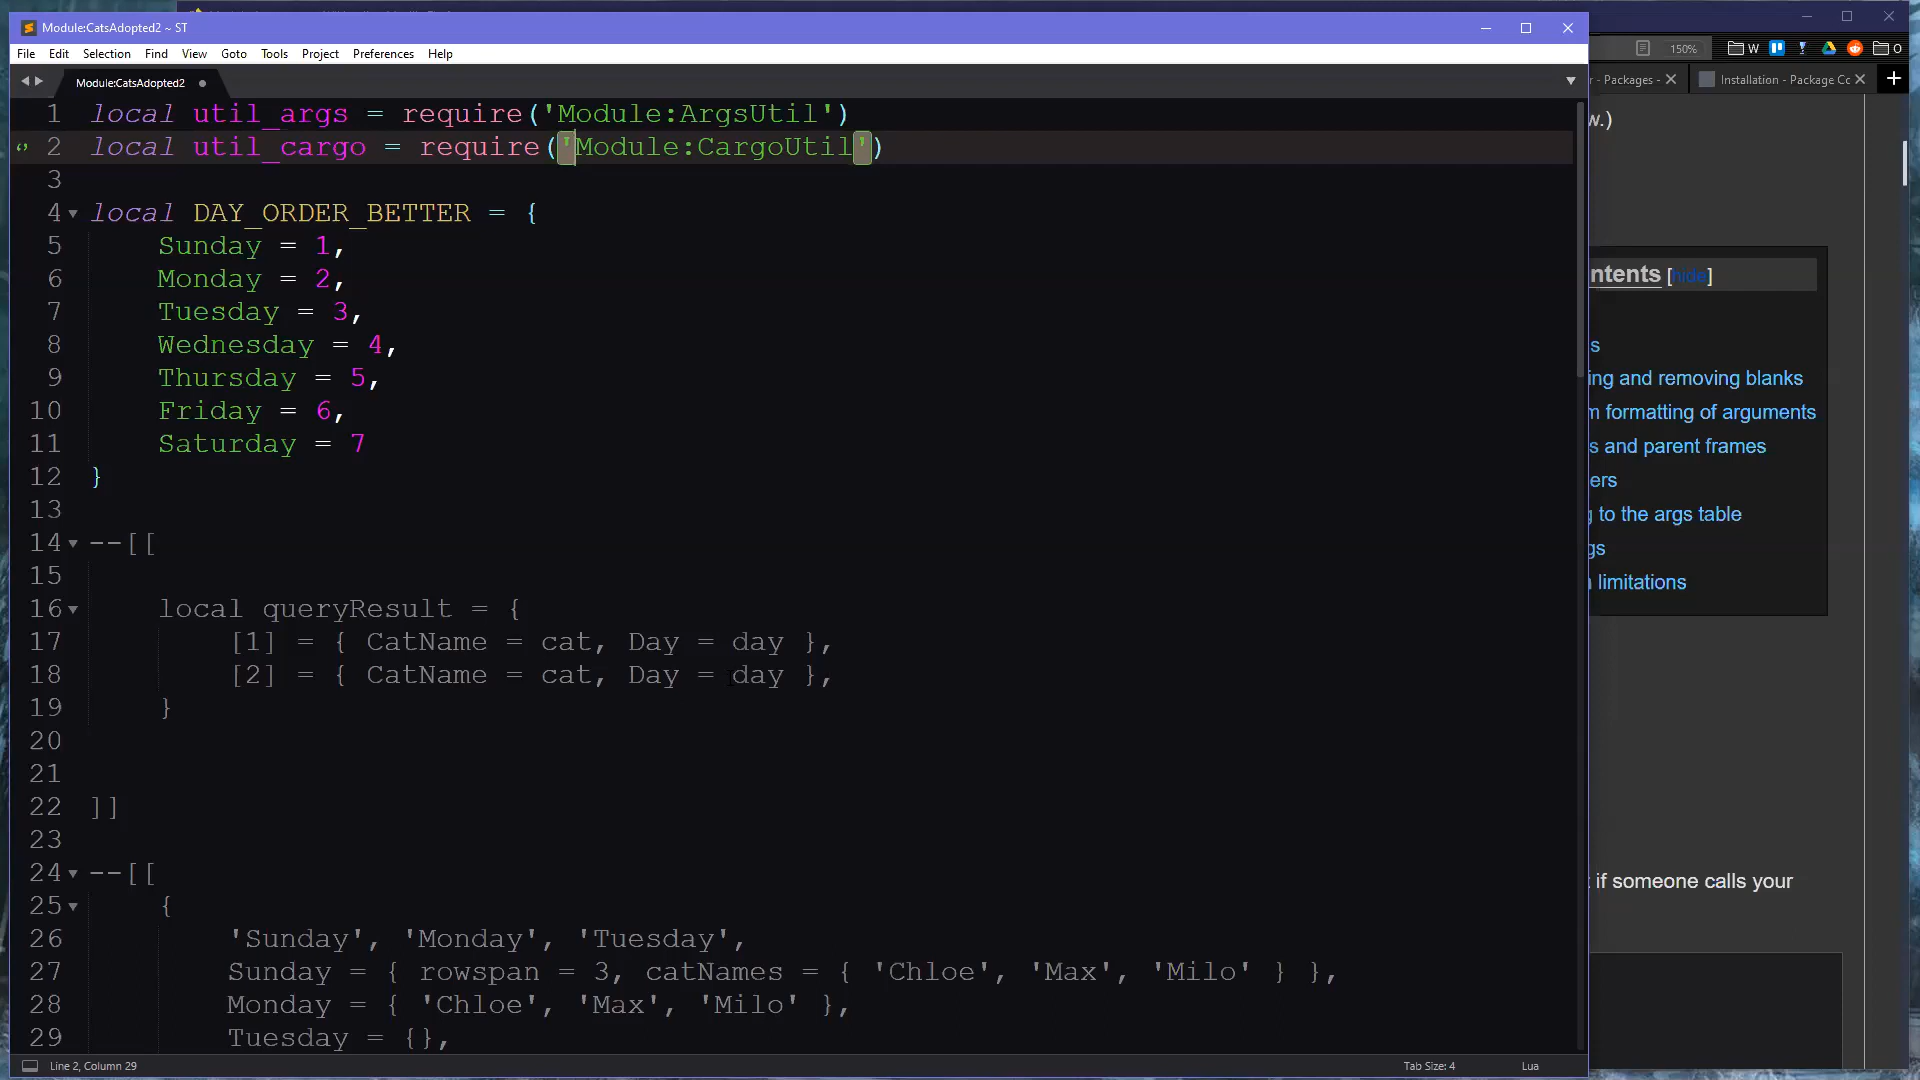 Module:CatsAdopted2 ~ ST
File Edit Selection Find View Goto Tools Project Preferences Help
Module:CatsAdopted2
1 local util_args = require('Module:ArgsUtil')
2 local util_cargo = require('Module:CargoUtil')
3
4 local DAY_ORDER_BETTER = {
5 Sunday = 1,
6 Monday = 2,
7 Tuesday = 3,
8 Wednesday = 4,
9 Thursday = 5,
10 Friday = 6,
11 Saturday = 7
12 }
13
14 --[[
15
16 local queryResult = {
17 [1] = { CatName = cat, Day = day },
18 [2] = { CatName = cat, Day = day },
19 }
20
21
22 ]]
23
24 --[[
25 {
26 'Sunday', 'Monday', 'Tuesday',
27 Sunday = { rowspan = 3, catNames = { 'Chloe', 'Max', 'Milo' } },
28 Monday = { 'Chloe', 'Max', 'Milo' },
29 Tuesday = {},
Line 2, Column 29
Tab Size: 4
Lua
150%
W
O
r - Packages -
Installation - Package Cc
w.)
ntents [hide]
s
ing and removing blanks
m formatting of arguments
s and parent frames
ers
g to the args table
gs
n limitations
t if someone calls your